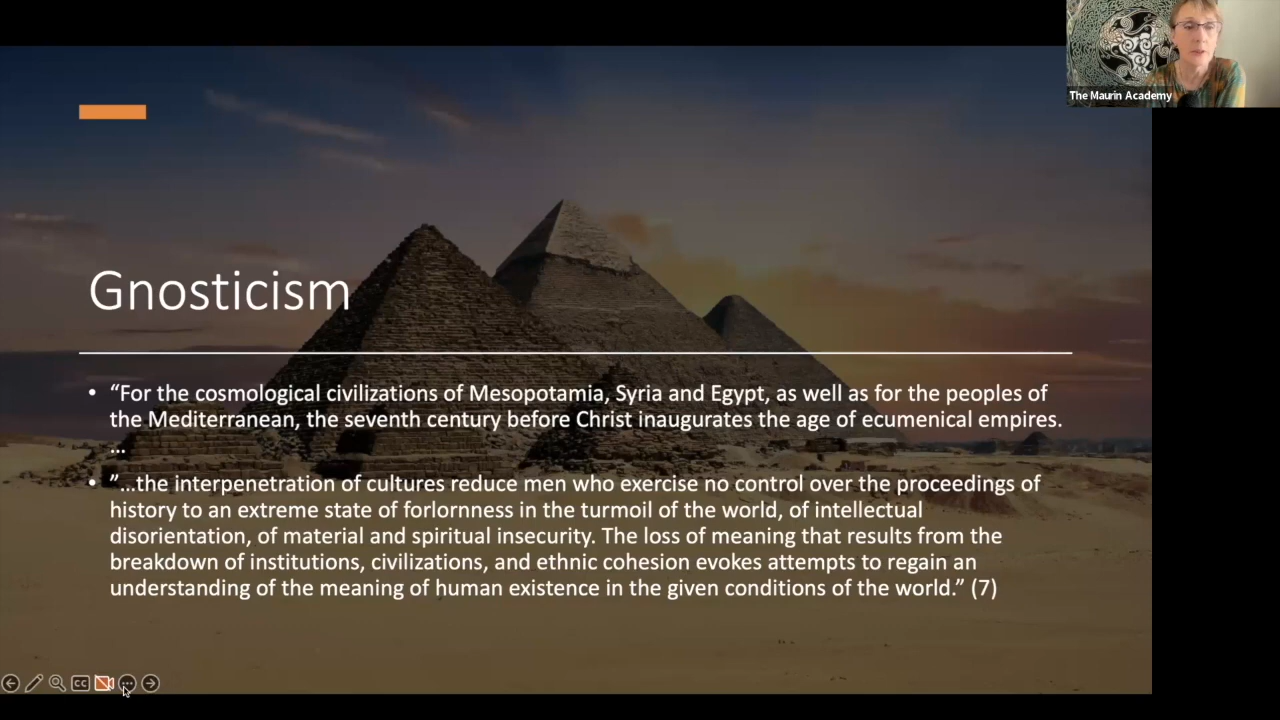 The Maurin Academy
Gnosticism
• “For the cosmological civilizations of Mesopotamia, Syria and Egypt, as well as for the peoples of
the Mediterranean, the seventh century before Christ inaugurates the age of ecumenical empires.
…
• ”…the interpenetration of cultures reduce men who exercise no control over the proceedings of
history to an extreme state of forlornness in the turmoil of the world, of intellectual
disorientation, of material and spiritual insecurity. The loss of meaning that results from the
breakdown of institutions, civilizations, and ethnic cohesion evokes attempts to regain an
understanding of the meaning of human existence in the given conditions of the world.” (7)
CC